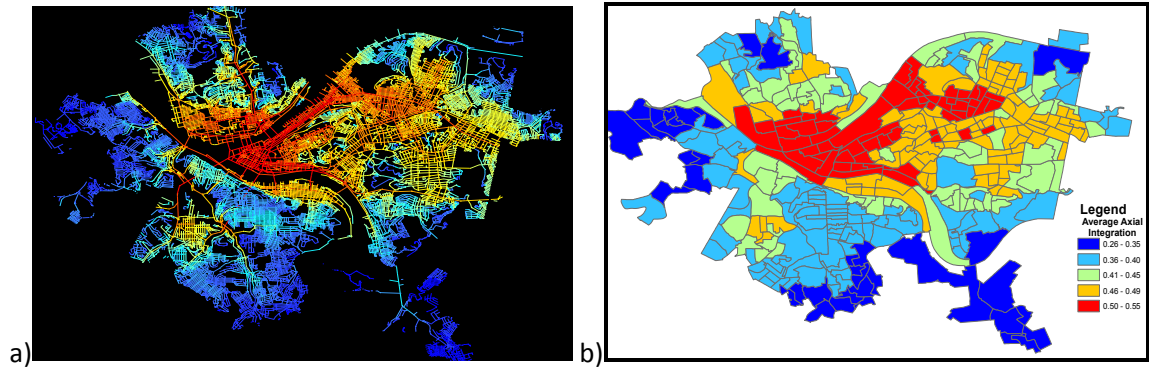 a)
b)
Legend
Average Axial
Integration
0.26 - 0.35
0.36 - 0.40
0.41 - 0.45
0.46 - 0.49
0.50 - 0.55